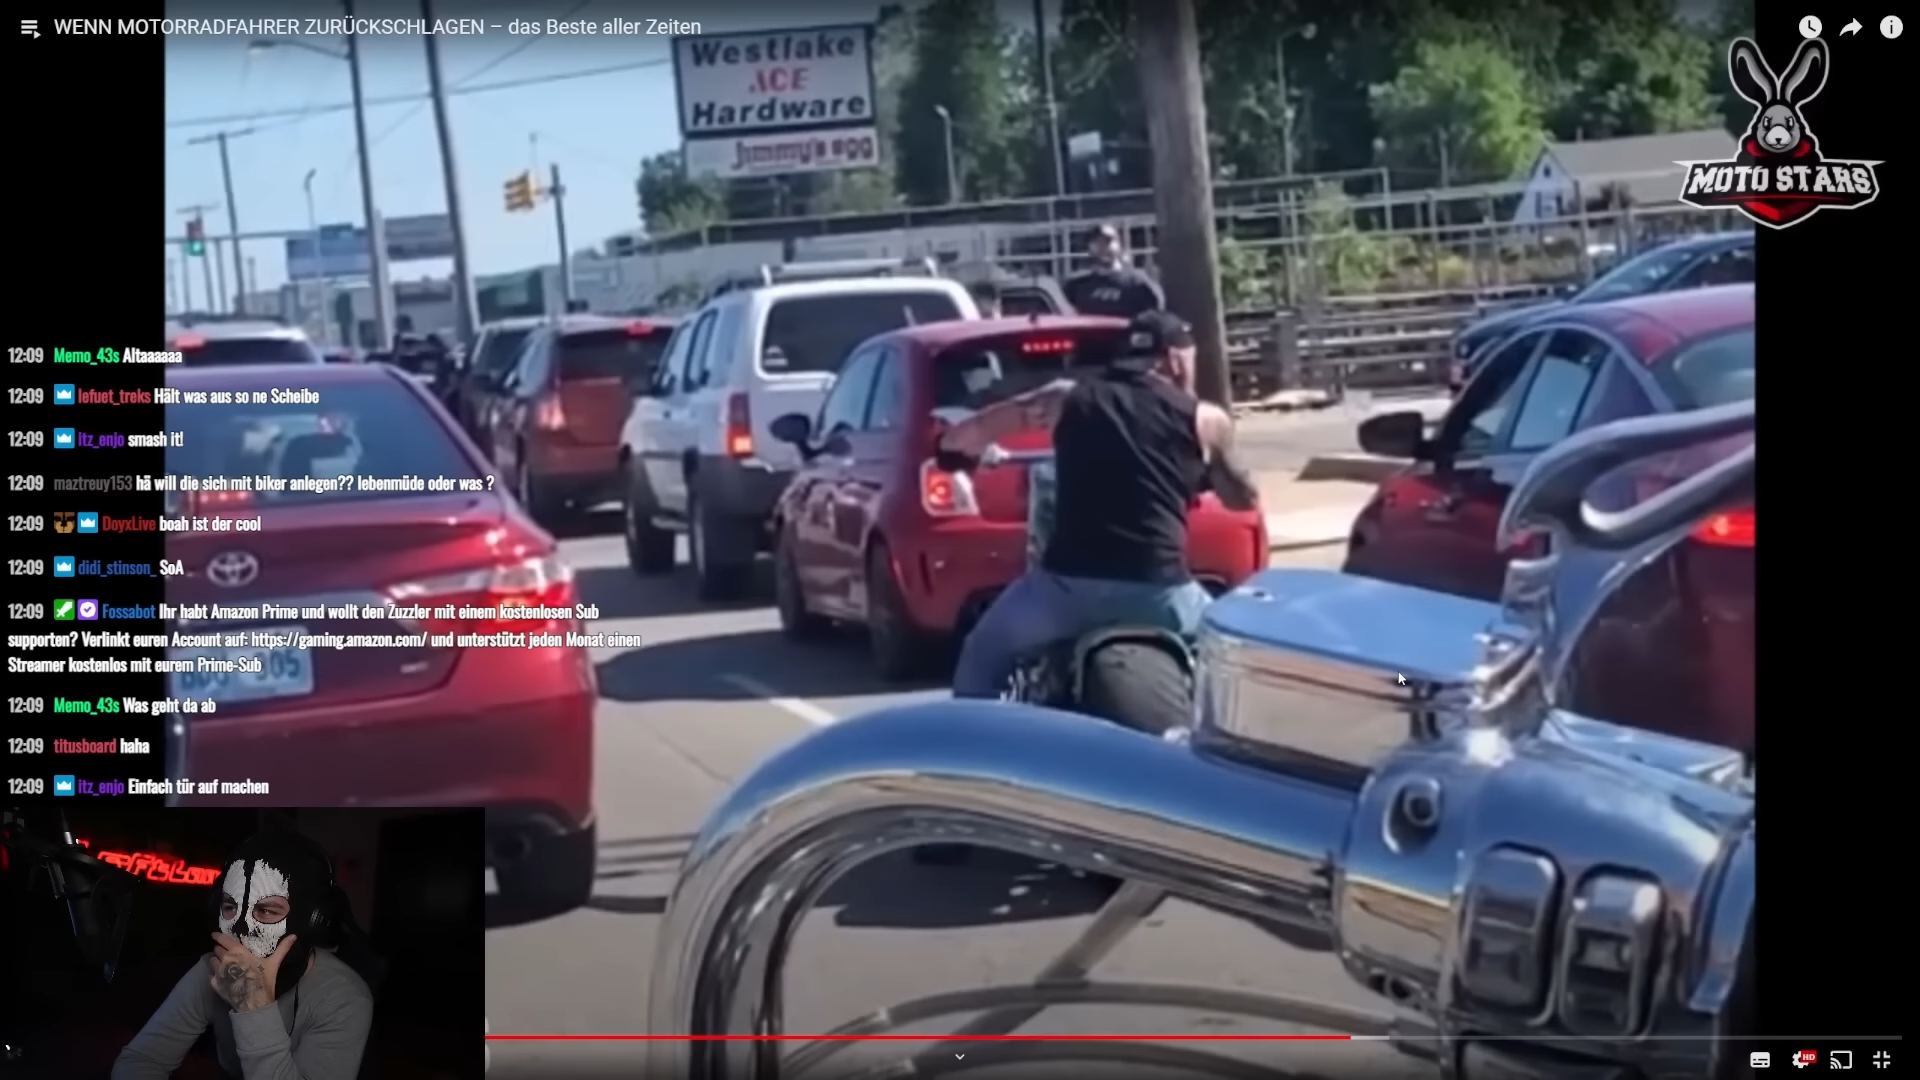 WENN MOTORRADFAHRER ZURÜCKSCHLAGEN – das Beste aller Zeiten
Westlake
ACE
Hardware
Jimmy's egg
MOTO STARS
12:09 Memo_43s Altaaaaaa
12:09 lefuet_treks Hält was aus so ne Scheibe
12:09 itz_enjo smash it!
12:09 maztreuy153 hä will die sich mit biker anlegen?? lebenmüde oder was ?
12:09 DoyxLive boah ist der cool
12:09 didi_stinson_ SoA
12:09 Fossabot Ihr habt Amazon Prime und wollt den Zuzzler mit einem kostenlosen Sub
supporten? Verlinkt euren Account auf: https://gaming.amazon.com/ und unterstützt jeden Monat einen
Streamer kostenlos mit eurem Prime-Sub
12:09 Memo_43s Was geht da ab
12:09 titusboard haha
12:09 itz_enjo Einfach tür auf machen
HD